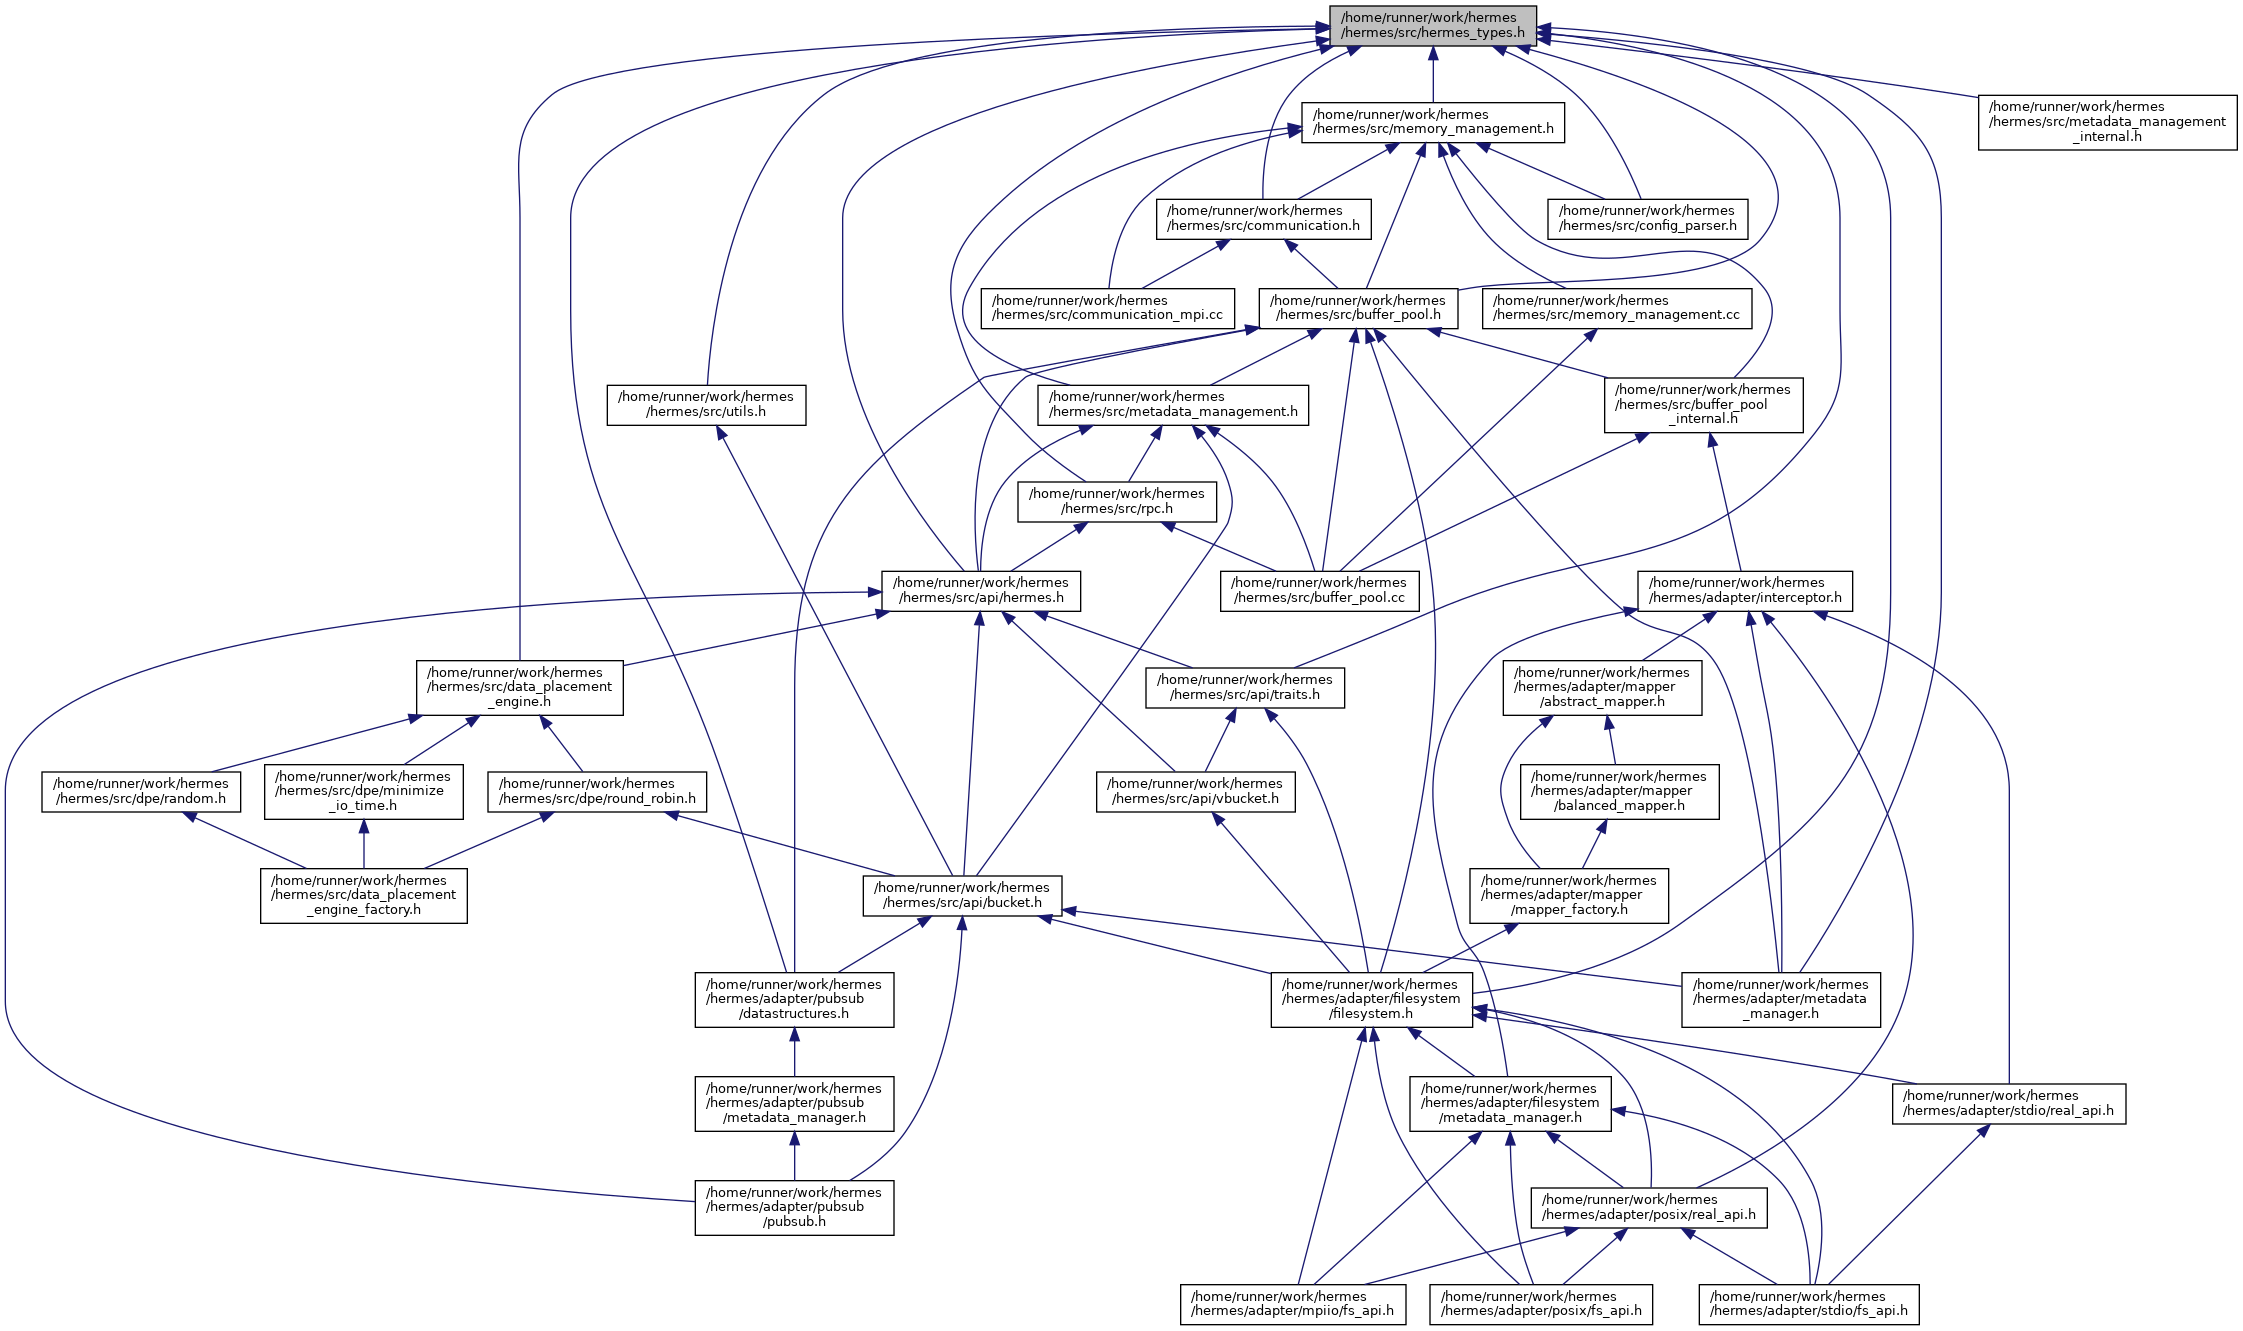 /home/runner/work/hermes
/hermes/src/hermes_types.h
/home/runner/work/hermes
/hermes/src/metadata_management
_internal.h
/home/runner/work/hermes
/hermes/src/memory_management.h
/home/runner/work/hermes
/hermes/src/communication.h
/home/runner/work/hermes
/hermes/src/config_parser.h
/home/runner/work/hermes
/hermes/src/communication_mpi.cc
/home/runner/work/hermes
/hermes/src/buffer_pool.h
/home/runner/work/hermes
/hermes/src/memory_management.cc
/home/runner/work/hermes
/hermes/src/utils.h
/home/runner/work/hermes
/hermes/src/metadata_management.h
/home/runner/work/hermes
/hermes/src/buffer_pool
_internal.h
/home/runner/work/hermes
/hermes/src/rpc.h
/home/runner/work/hermes
/hermes/src/api/hermes.h
/home/runner/work/hermes
/hermes/src/buffer_pool.cc
/home/runner/work/hermes
/hermes/adapter/interceptor.h
/home/runner/work/hermes
/hermes/src/data_placement
_engine.h
/home/runner/work/hermes
/hermes/src/api/traits.h
/home/runner/work/hermes
/hermes/adapter/mapper
/abstract_mapper.h
/home/runner/work/hermes
/hermes/src/dpe/random.h
/home/runner/work/hermes
/hermes/src/dpe/minimize
_io_time.h
/home/runner/work/hermes
/hermes/src/dpe/round_robin.h
/home/runner/work/hermes
/hermes/src/api/vbucket.h
/home/runner/work/hermes
/hermes/adapter/mapper
/balanced_mapper.h
/home/runner/work/hermes
/hermes/src/data_placement
_engine_factory.h
/home/runner/work/hermes
/hermes/src/api/bucket.h
/home/runner/work/hermes
/hermes/adapter/mapper
/mapper_factory.h
/home/runner/work/hermes
/hermes/adapter/pubsub
/datastructures.h
/home/runner/work/hermes
/hermes/adapter/filesystem
/filesystem.h
/home/runner/work/hermes
/hermes/adapter/metadata
_manager.h
/home/runner/work/hermes
/hermes/adapter/pubsub
/metadata_manager.h
/home/runner/work/hermes
/hermes/adapter/filesystem
/metadata_manager.h
/home/runner/work/hermes
/hermes/adapter/stdio/real_api.h
/home/runner/work/hermes
/hermes/adapter/pubsub
/pubsub.h
/home/runner/work/hermes
/hermes/adapter/posix/real_api.h
/home/runner/work/hermes
/hermes/adapter/mpiio/fs_api.h
/home/runner/work/hermes
/hermes/adapter/posix/fs_api.h
/home/runner/work/hermes
/hermes/adapter/stdio/fs_api.h